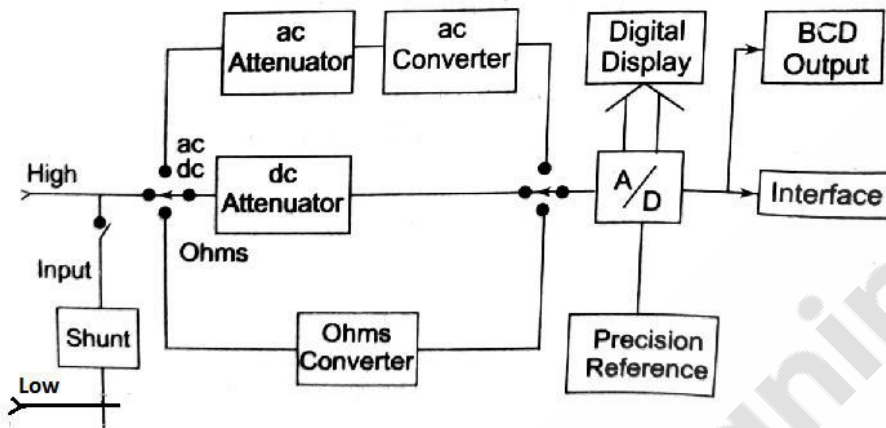 ac
Attenuator
ac
Converter
Digital
Display
BCD
Output
High
ac
dc
dc
Attenuator
A/D
Interface
Ohms
Input
Shunt
Ohms
Converter
Precision
Reference
Low